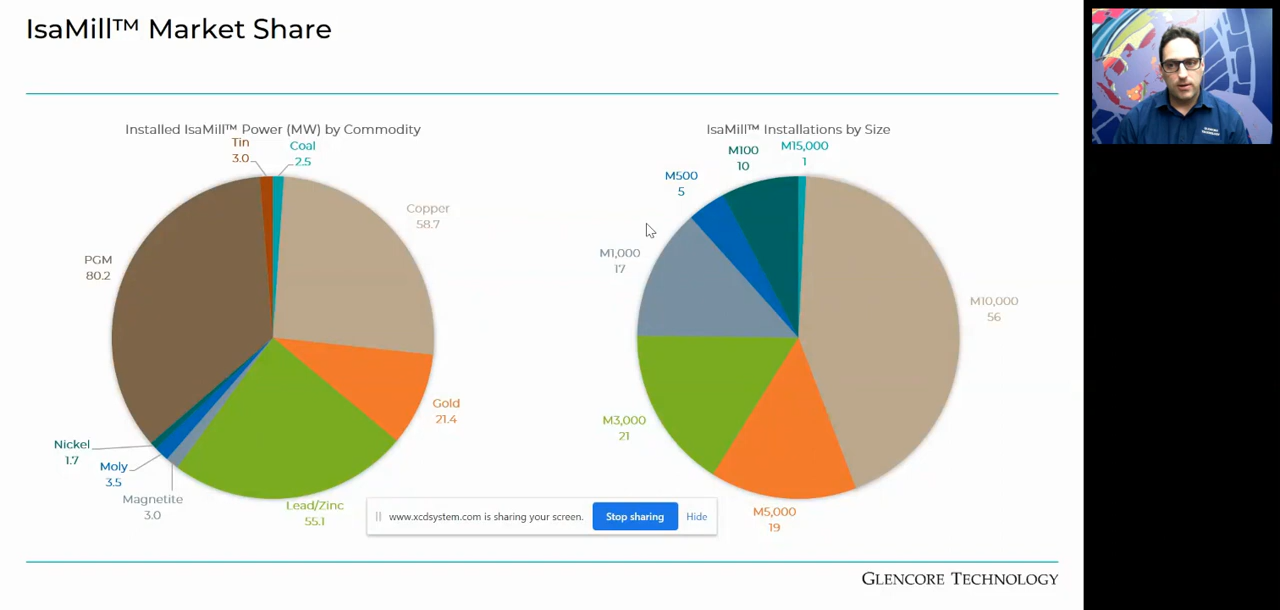 IsaMill™ Market Share
Installed IsaMill™ Power (MW) by Commodity
Tin
3.0
Coal
2.5
Copper
58.7
PGM
80.2
Gold
21.4
Nickel
1.7
Moly
3.5
Magnetite
3.0
Lead/Zinc
55.1
IsaMill™ Installations by Size
M15,000
1
M100
10
M500
5
M1,000
17
M10,000
56
M3,000
21
M5,000
19
www.xcdsystem.com is sharing your screen.
Stop sharing
Hide
GLENCORE TECHNOLOGY